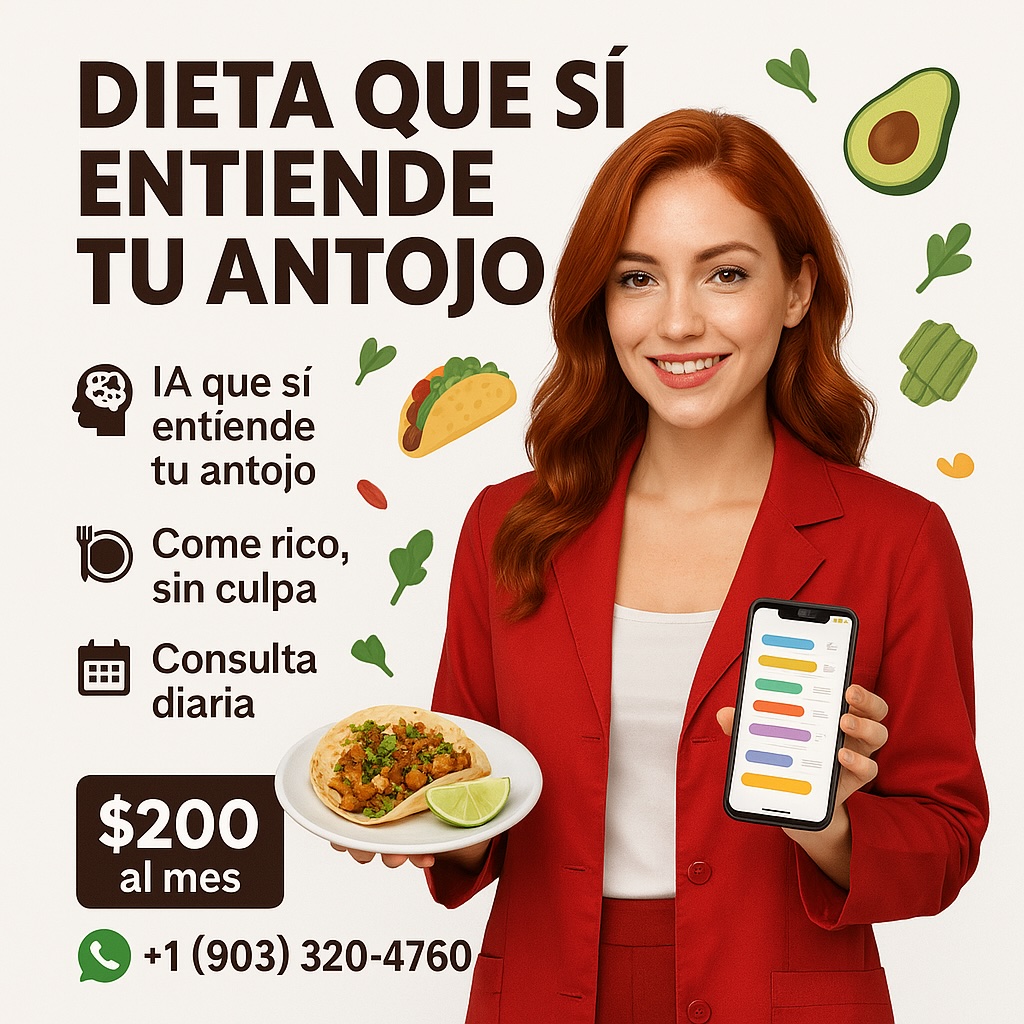 DIETA QUE SÍ
ENTIENDE
TU ANTOJO
IA que sí
entíende
tu antojo
Come rico,
sin culpa
Consulta
diaria
$200
al mes
+1 (903) 320-4760